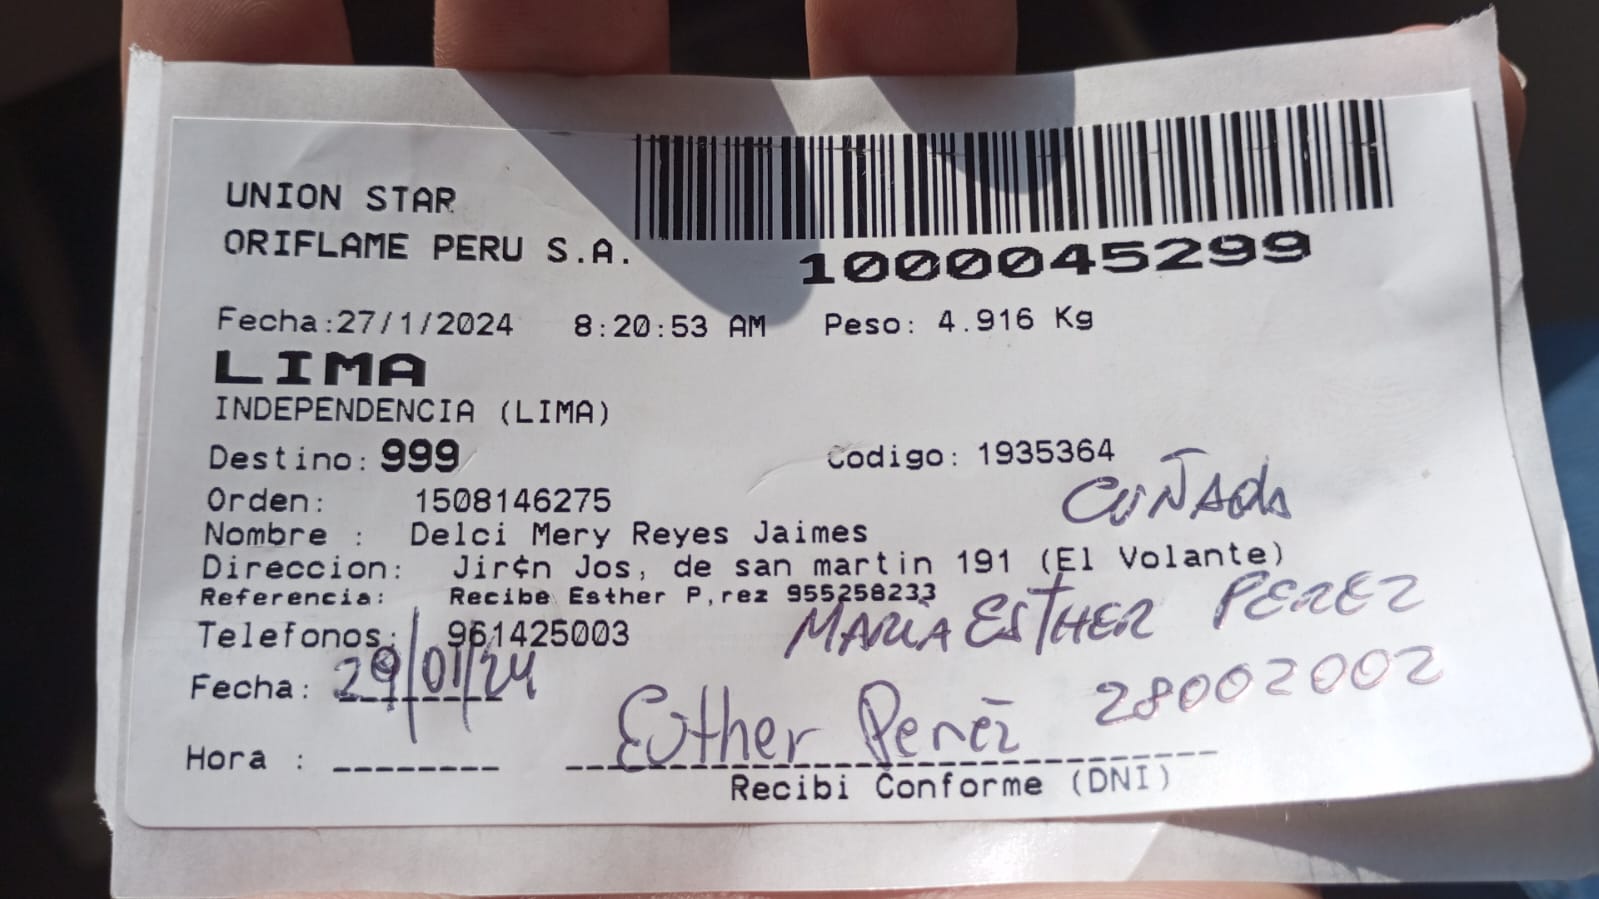 UNION STAR
ORIFLAME PERU S.A.
1000045299
Fecha:27/1/2024 8:20:53 AM Peso: 4.916 Kg
LIMA
INDEPENDENCIA (LIMA)
Destino: 999 Codigo: 1935364
CUÑADA
Orden: 1508146275
Nombre : Delci Mery Reyes Jaimes
Direccion: Jir¢n Jos, de san martin 191 (El Volante)
Referencia: Recibe Esther P,rez 955258233
MARIA ESTHER PEREZ
Telefonos: 961425003
Fecha: 29/01/24
28002002
Esther Perez
Hora : --------
Recibi Conforme (DNI)